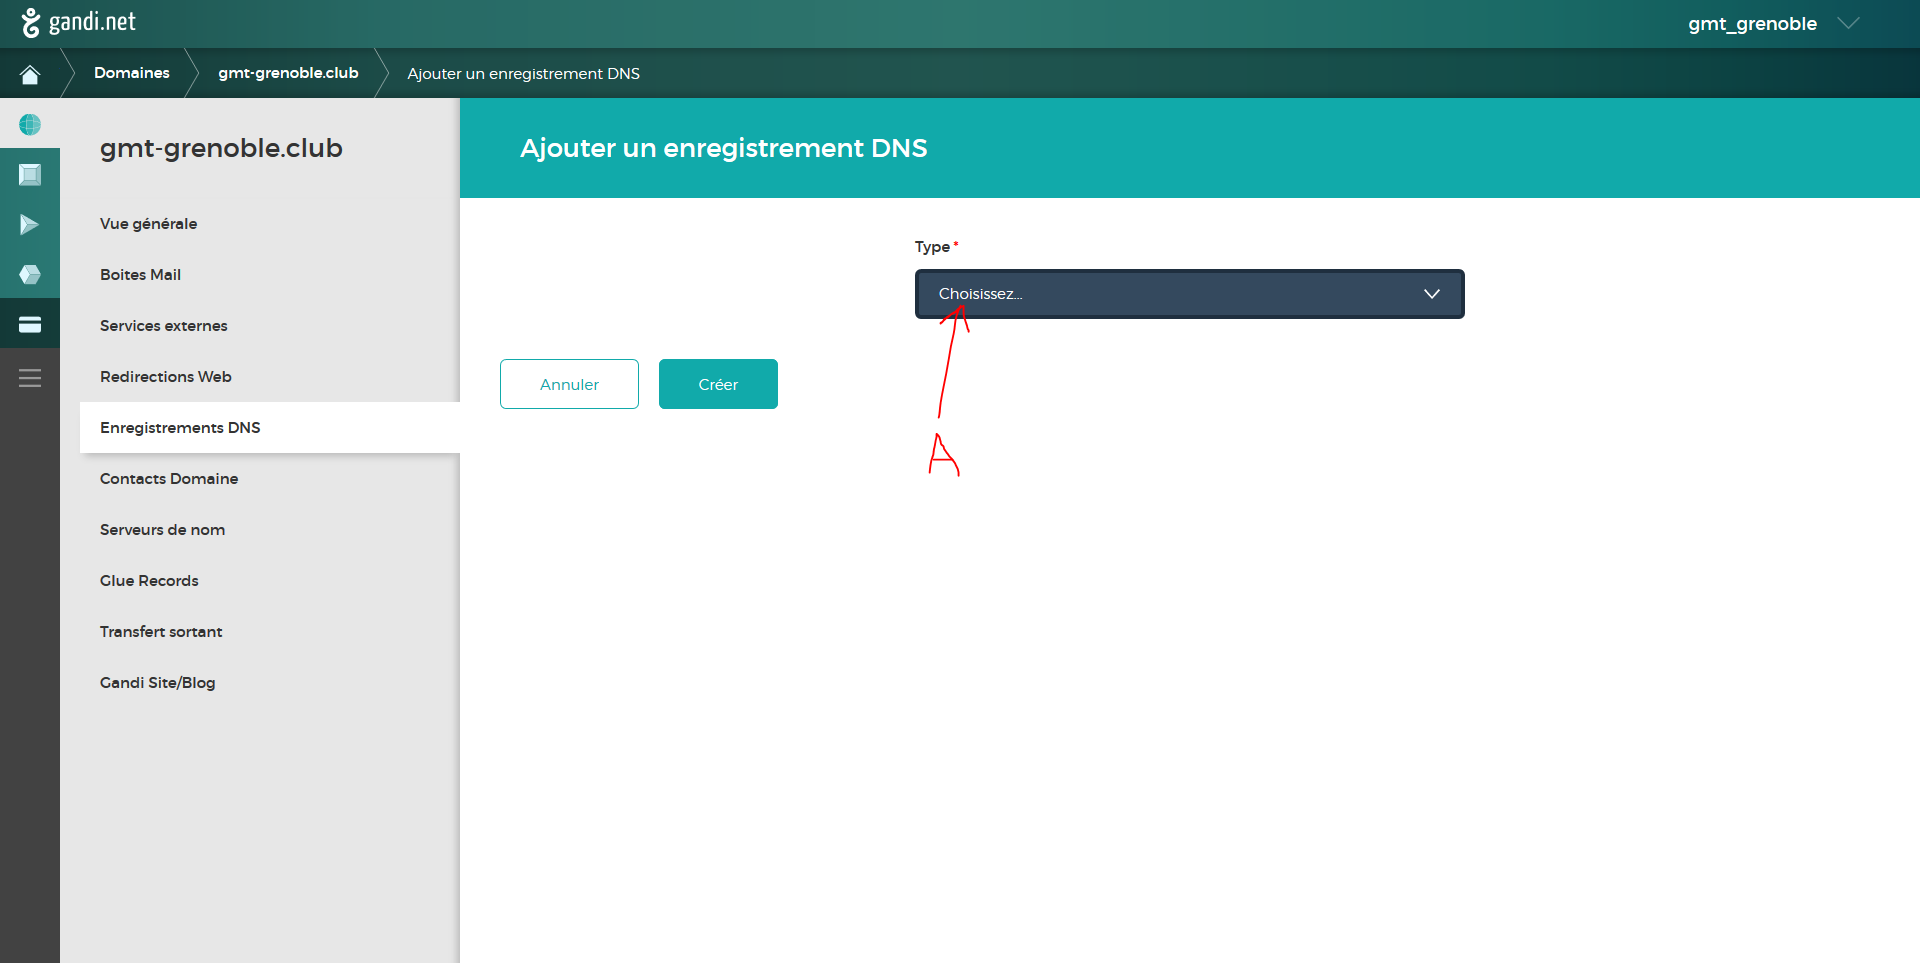 gandi.net
gmt_grenoble
Domaines
gmt-grenoble.club
Ajouter un enregistrement DNS
gmt-grenoble.club
Vue générale
Boites Mail
Services externes
Redirections Web
Enregistrements DNS
Contacts Domaine
Serveurs de nom
Glue Records
Transfert sortant
Gandi Site/Blog
Ajouter un enregistrement DNS
Type *
Choisissez...
Annuler
Créer
A